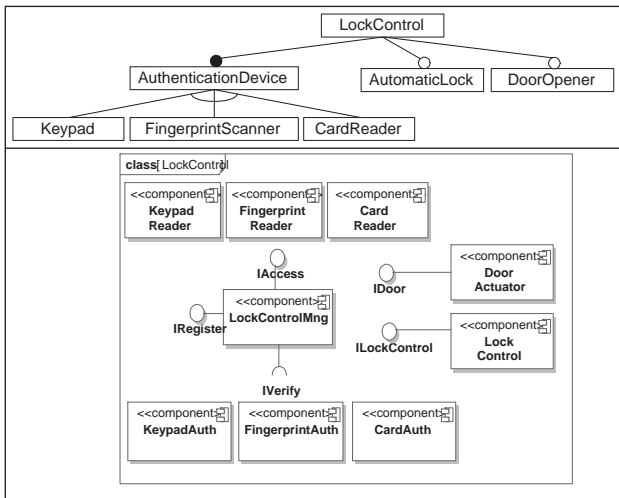 LockControl
AuthenticationDevice AutomaticLock DoorOpener
Keypad FingerprintScanner CardReader
class[ LockControl
<<component>> <<component>> <<component>>
Keypad Fingerprint Card
Reader Reader Reader
IAccess
<<component>>
IDoor Door
Actuator
<<component>>
IRegister LockControlMng
<<component>>
ILockControl Lock
Control
IVerify
<<component>> <<component>> <<component>>
KeypadAuth FingerprintAuth CardAuth